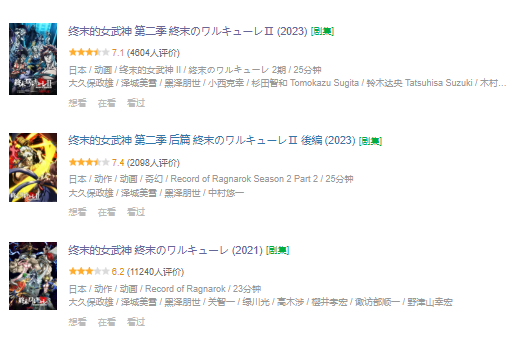 终末的女武神 第二季 終末のワルキューレⅡ (2023) [剧集]
7.1 (4604人评价)
日本 / 动画 / 终末的女武神 II / 終末のワルキューレ 2期 / 25分钟
大久保政雄 / 泽城美雪 / 黑泽朋世 / 小西克幸 / 杉田智和 Tomokazu Sugita / 铃木达央 Tatsuhisa Suzuki / 木村...
想看 在看 看过
终末的女武神 第二季 后篇 終末のワルキューレⅡ 後編 (2023) [剧集]
7.4 (2098人评价)
日本 / 动作 / 动画 / 奇幻 / Record of Ragnarok Season 2 Part 2 / 25分钟
大久保政雄 / 泽城美雪 / 黑泽朋世 / 中村悠一
想看 在看 看过
终末的女武神 終末のワルキューレ (2021) [剧集]
6.2 (11240人评价)
日本 / 动作 / 动画 / Record of Ragnarok / 23分钟
大久保政雄 / 泽城美雪 / 黑泽朋世 / 关智一 / 绿川光 / 高木涉 / 樱井孝宏 / 诹访部顺一 / 野津山幸宏
想看 在看 看过